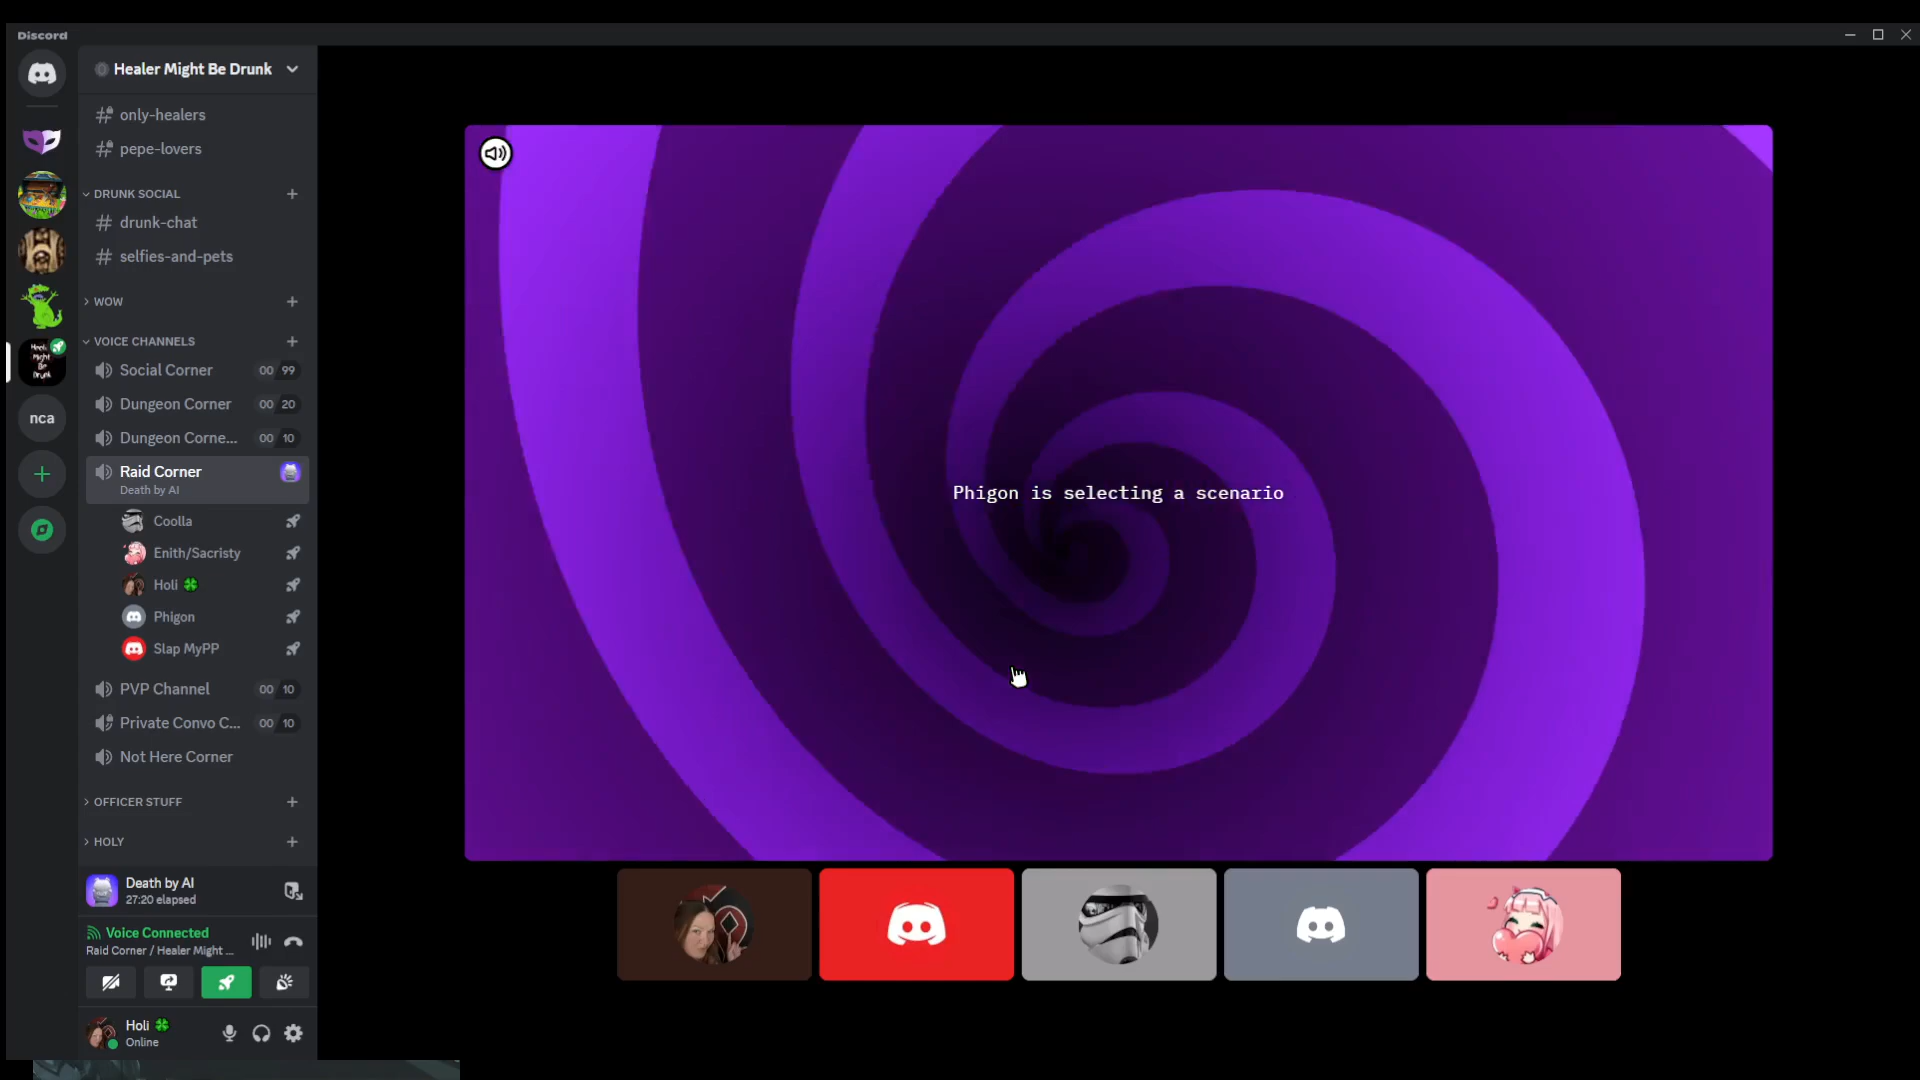 Discord
Healer Might Be Drunk
only-healers
pepe-lovers
DRUNK SOCIAL
drunk-chat
selfies-and-pets
WOW
VOICE CHANNELS
Social Corner 00 99
Dungeon Corner 00 20
Dungeon Corne... 00 10
Raid Corner
Death by AI
Coolla
Enith/Sacristy
Holi
Phigon
Slap MyPP
PVP Channel 00 10
Private Convo C... 00 10
Not Here Corner
OFFICER STUFF
HOLY
nca
Healer
Might
Be
Drunk
Death by AI
27:20 elapsed
Voice Connected
Raid Corner / Healer Might ...
Holi
Online
Phigon is selecting a scenario